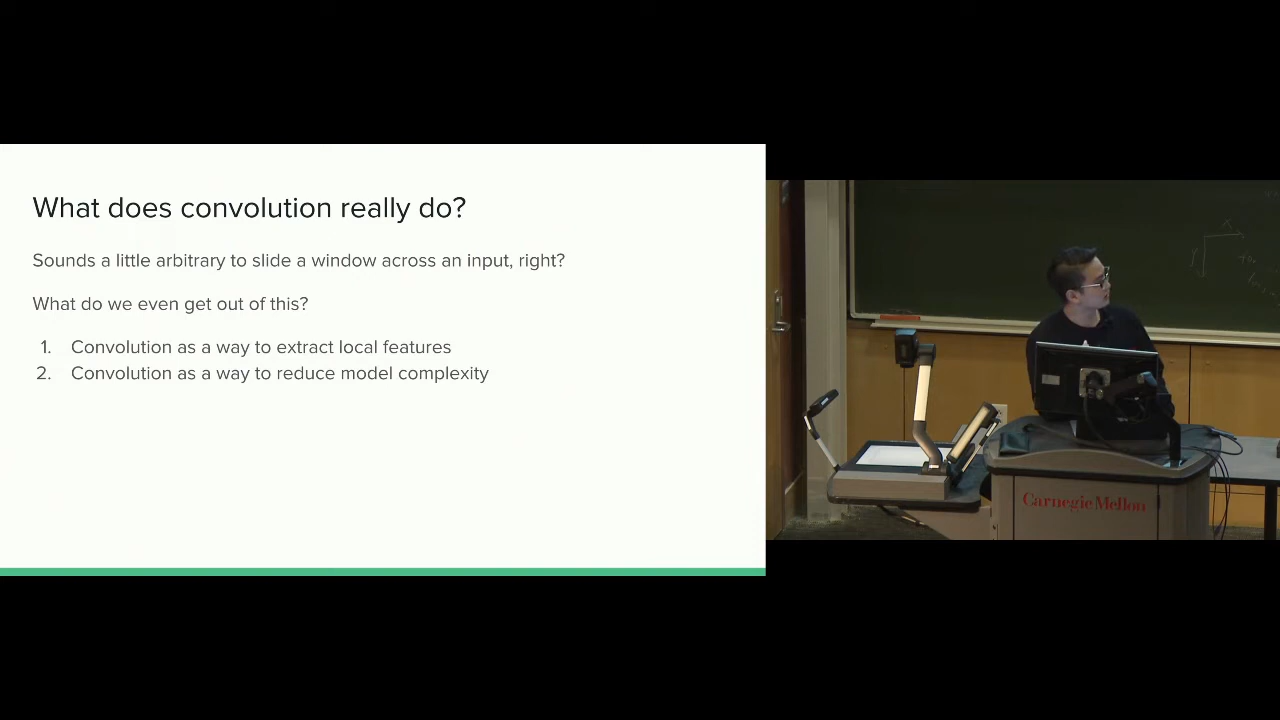 What does convolution really do?
Sounds a little arbitrary to slide a window across an input, right?
What do we even get out of this?
1. Convolution as a way to extract local features
2. Convolution as a way to reduce model complexity
Carnegie Mellon